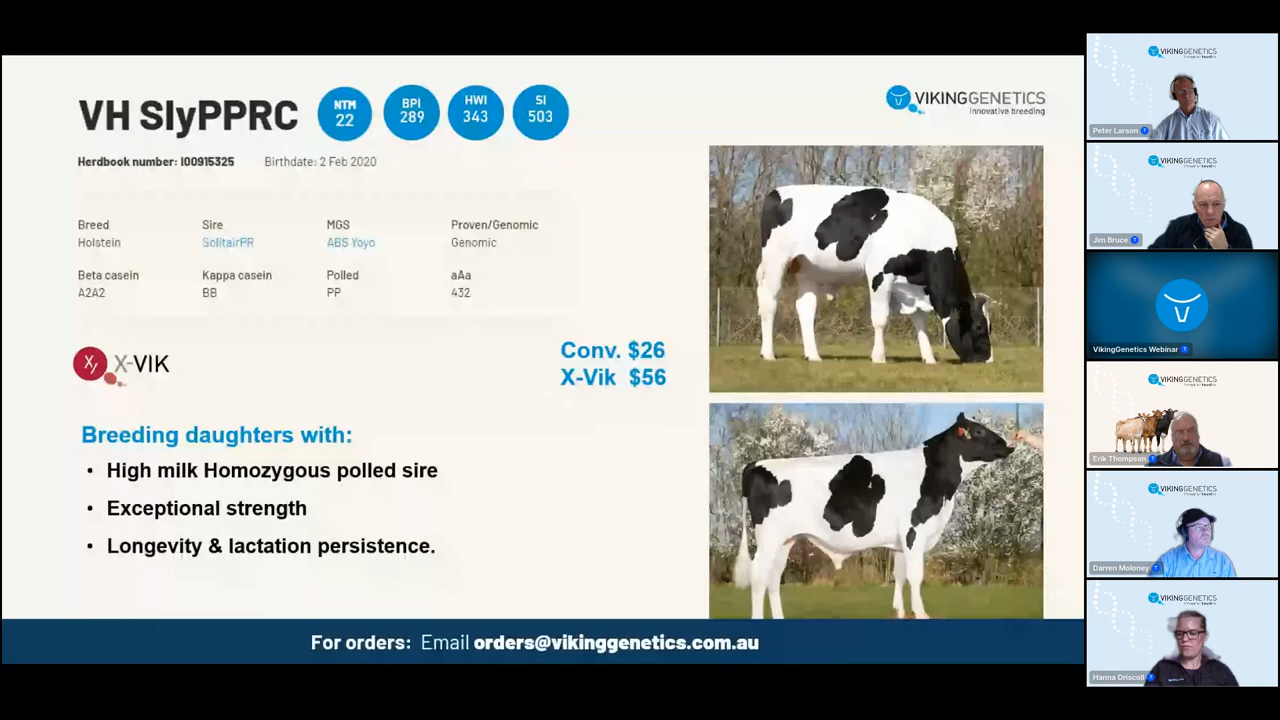 VH SlyPPRC
NTM
22
BPI
289
HWI
343
SI
503
VIKINGGENETICS
innovative breeding
Herdbook number: I00915325
Birthdate: 2 Feb 2020
Breed
Sire
MGS
Proven/Genomic
Holstein
SolitairPR
ABS Yoyo
Genomic
Beta casein
Kappa casein
Polled
aAa
A2A2
BB
PP
432
Xy X-VIK
Conv. $26
X-Vik $56
Breeding daughters with:
• High milk Homozygous polled sire
• Exceptional strength
• Longevity & lactation persistence.
For orders: Email orders@vikinggenetics.com.au
VIKINGGENETICS
Peter Larson
VIKINGGENETICS
Jim Bruce
VikingGenetics Webinar
VIKINGGENETICS
Erik Thompson
VIKINGGENETICS
Darren Moloney
VIKINGGENETICS
Hanna Driscoll